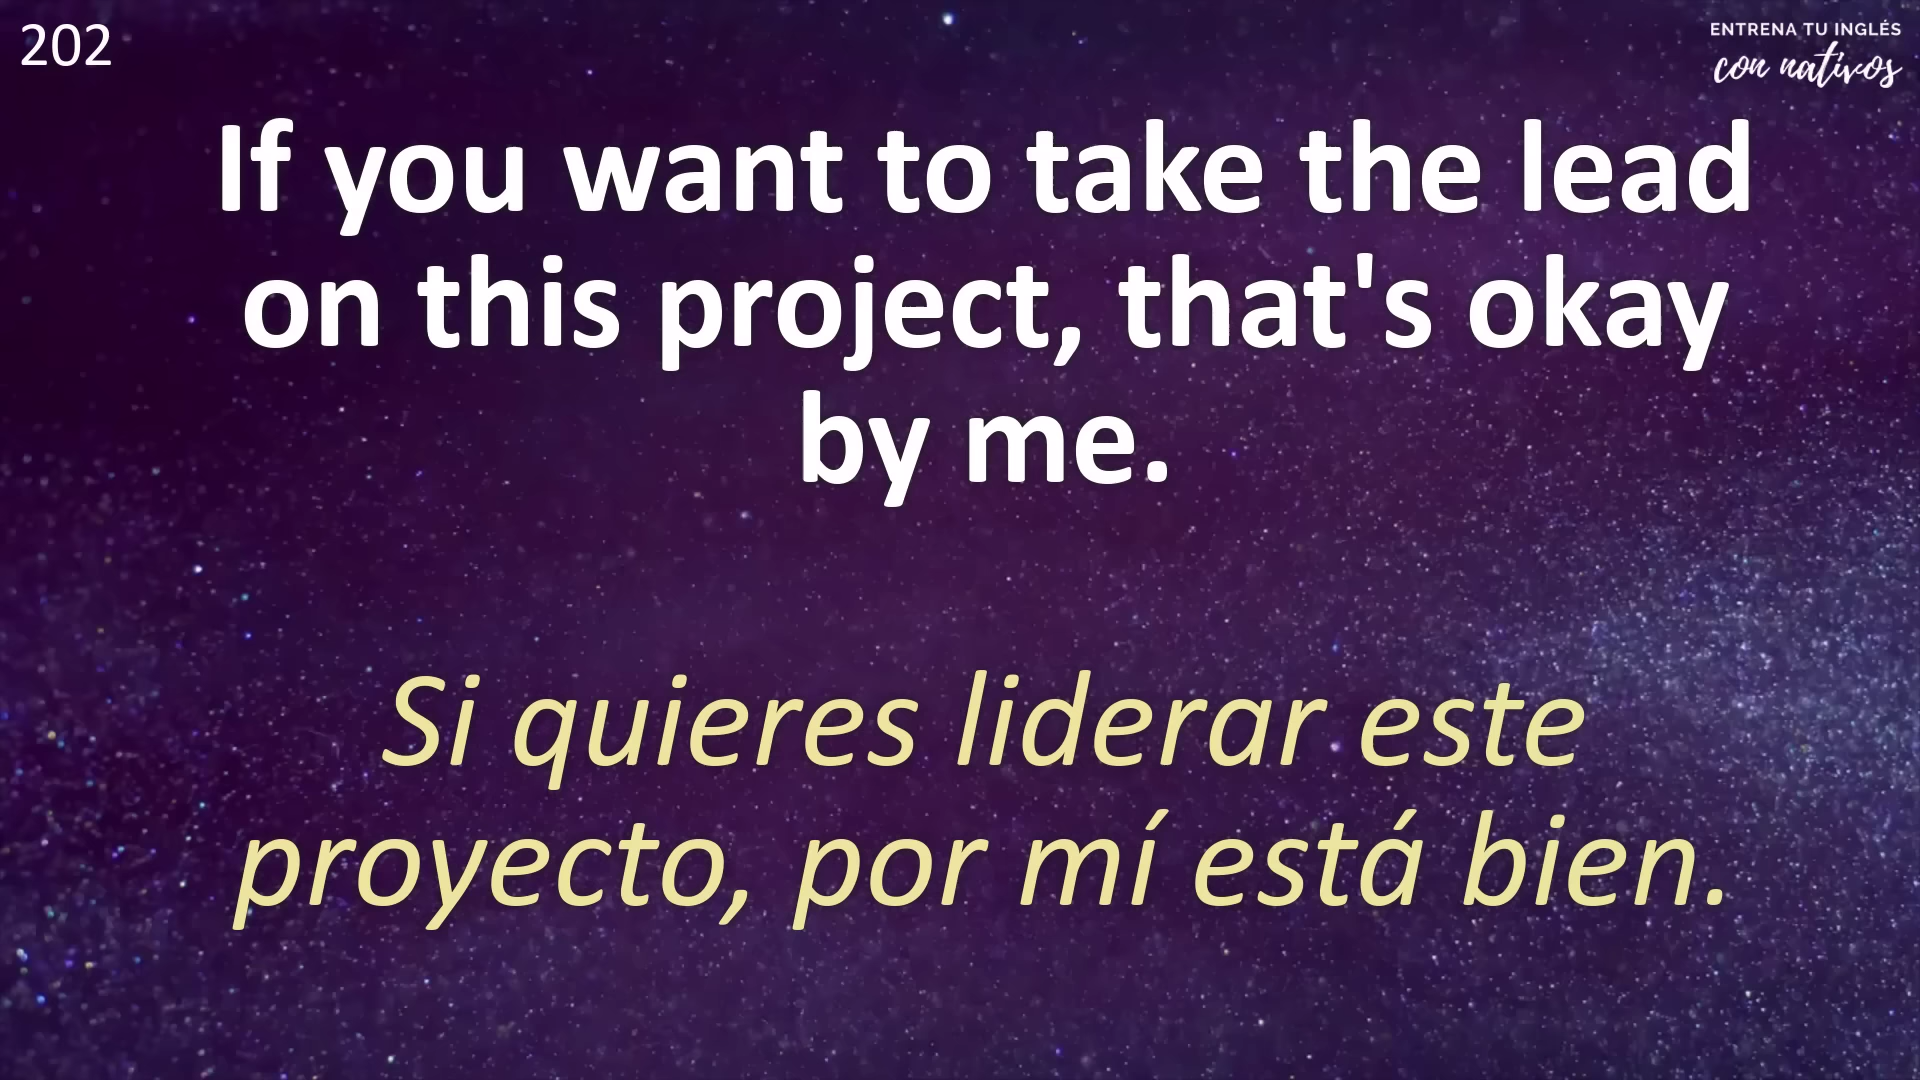 202
ENTRENA TU INGLÉS
con nativos
If you want to take the lead
on this project, that's okay
by me.
Si quieres liderar este
proyecto, por mí está bien.